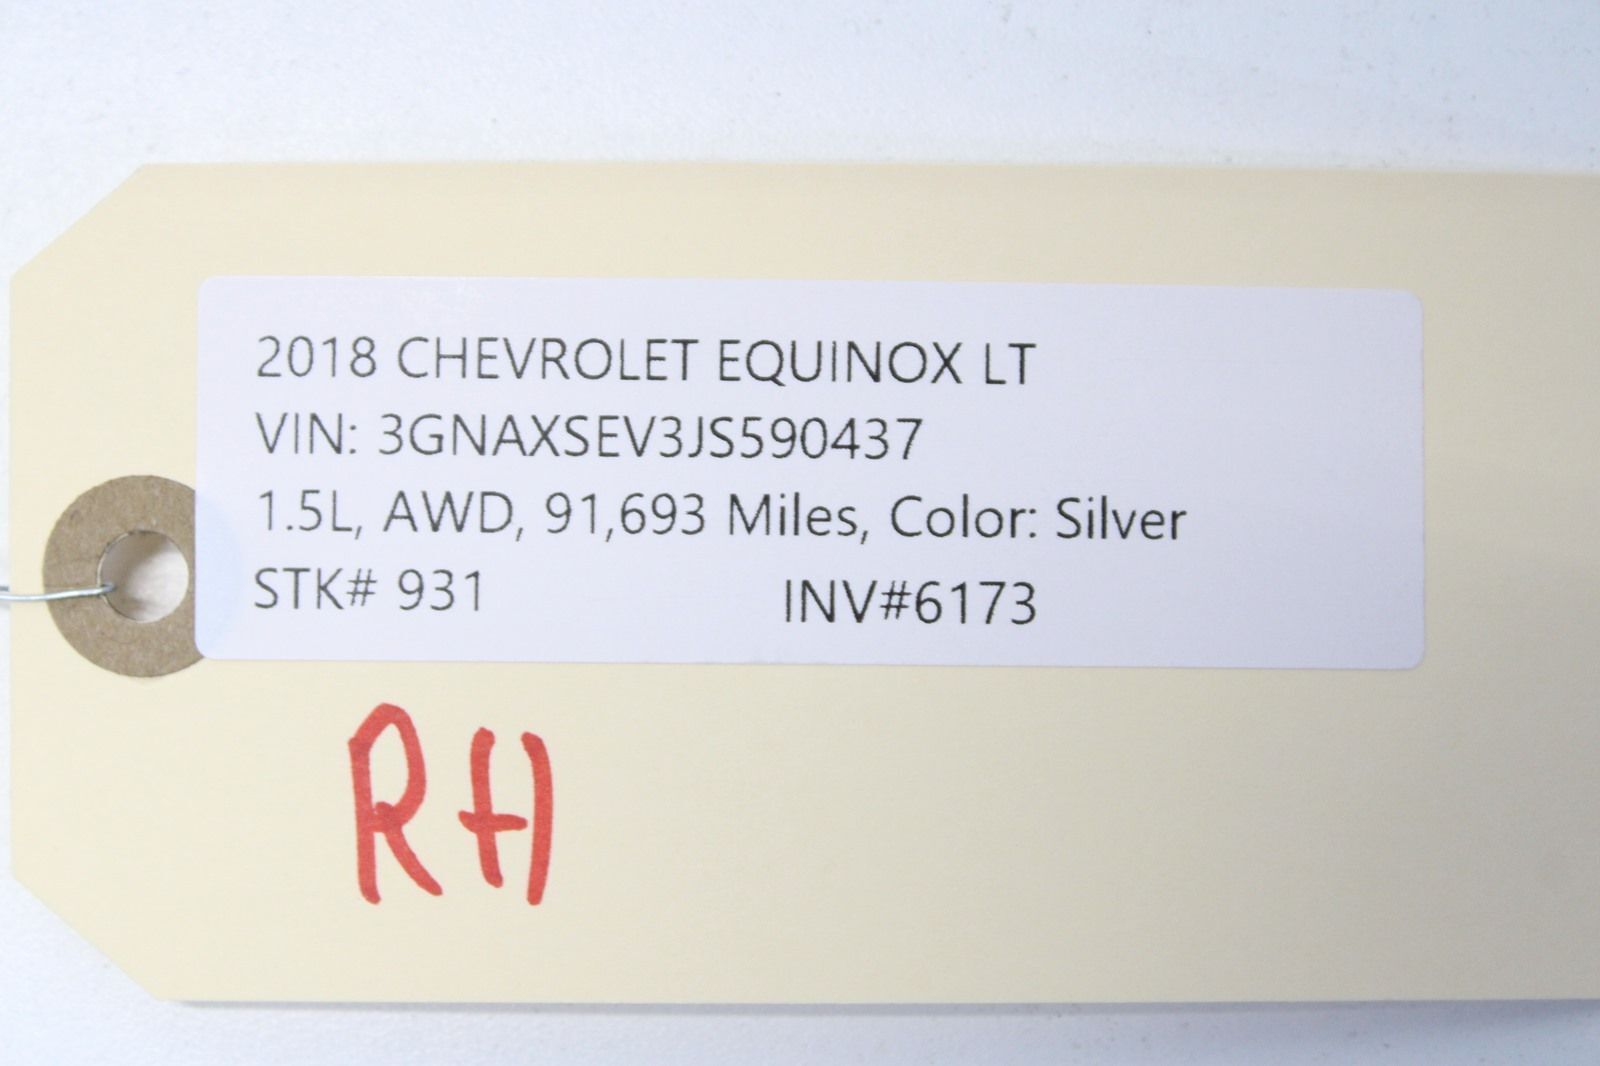 2018 CHEVROLET EQUINOX LT
VIN: 3GNAXSEV3JS590437
1.5L, AWD, 91,693 Miles, Color: Silver
STK# 931 INV#6173
RH